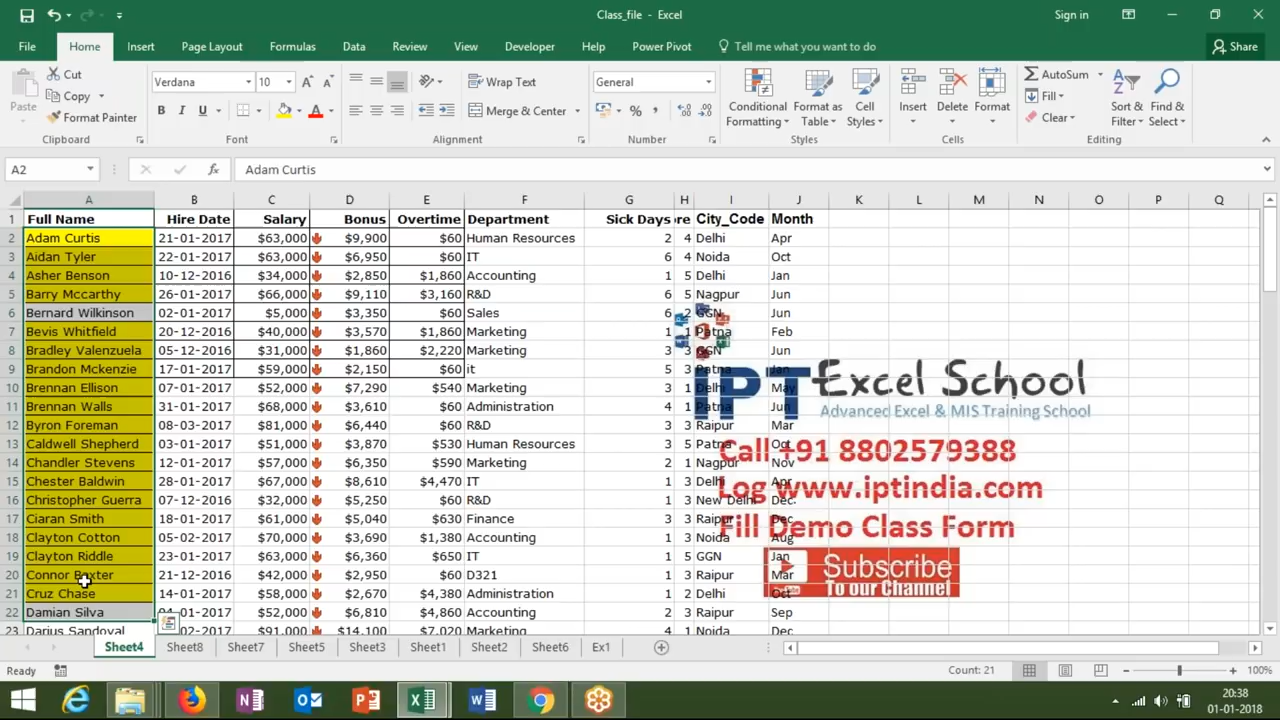 Class_file - Excel
Sign in
File Home Insert Page Layout Formulas Data Review View Developer Help Power Pivot Tell me what you want to do Share
Paste
Cut
Copy
Format Painter
Clipboard
Verdana 10
B I U
Font
Wrap Text
Merge & Center
Alignment
General
Number
Conditional Formatting
Format as Table
Cell Styles
Styles
Insert
Delete
Format
Cells
AutoSum
Fill
Clear
Sort & Filter
Find & Select
Editing
A2 fx Adam Curtis
A B C D E F G H I J K L M N O P Q
1 Full Name Hire Date Salary Bonus Overtime Department Sick Days re City_Code Month
2 Adam Curtis 21-01-2017 $63,000 $9,900 $60 Human Resources 2 4 Delhi Apr
3 Aidan Tyler 22-01-2017 $63,000 $6,950 $60 IT 6 4 Noida Oct
4 Asher Benson 10-12-2016 $34,000 $2,850 $1,860 Accounting 1 5 Delhi Jan
5 Barry Mccarthy 26-01-2017 $66,000 $9,110 $3,160 R&D 6 5 Nagpur Jun
6 Bernard Wilkinson 02-01-2017 $5,000 $3,350 $60 Sales 6 2 GGN Jun
7 Bevis Whitfield 20-12-2016 $40,000 $3,570 $1,860 Marketing 1 1 Patna Feb
8 Bradley Valenzuela 05-12-2016 $31,000 $1,860 $2,220 Marketing 3 3 GGN Jun
9 Brandon Mckenzie 17-01-2017 $59,000 $2,150 $60 it 5 3 Patna Jan
10 Brennan Ellison 07-01-2017 $52,000 $7,290 $540 Marketing 3 1 Delhi May
11 Brennan Walls 31-01-2017 $68,000 $3,610 $60 Administration 4 1 Patna Jun
12 Byron Foreman 08-03-2017 $81,000 $6,440 $60 R&D 3 3 Raipur Mar
13 Caldwell Shepherd 03-01-2017 $51,000 $3,870 $530 Human Resources 3 5 Patna Oct
14 Chandler Stevens 12-01-2017 $57,000 $6,350 $590 Marketing 2 1 Nagpur Nov
15 Chester Baldwin 28-01-2017 $67,000 $8,610 $4,470 IT 1 3 Delhi Apr
16 Christopher Guerra 07-12-2016 $32,000 $5,250 $60 R&D 1 3 New Delhi Dec
17 Ciaran Smith 18-01-2017 $61,000 $5,040 $630 Finance 3 3 Raipur Dec
18 Clayton Cotton 05-02-2017 $70,000 $3,690 $1,380 Accounting 1 3 Noida Aug
19 Clayton Riddle 23-01-2017 $63,000 $6,360 $650 IT 1 5 GGN Jan
20 Connor Baxter 21-12-2016 $42,000 $2,950 $60 D321 1 3 Raipur Mar
21 Cruz Chase 14-01-2017 $58,000 $2,670 $4,380 Administration 1 2 Delhi Oct
22 Damian Silva 04-01-2017 $52,000 $6,810 $4,860 Accounting 2 3 Raipur Sep
23 Darius Sandoval 02-2017 $91,000 $14,100 $7,020 Marketing 4 1 Noida Dec
IPT Excel School
Advanced Excel & MIS Training School
Call +91 8802579388
Log www.iptindia.com
Fill Demo Class Form
Subscribe
To our Channel
Sheet4 Sheet8 Sheet7 Sheet5 Sheet3 Sheet1 Sheet2 Sheet6 Ex1
Ready
Count: 21
100%
20:38
01-01-2018